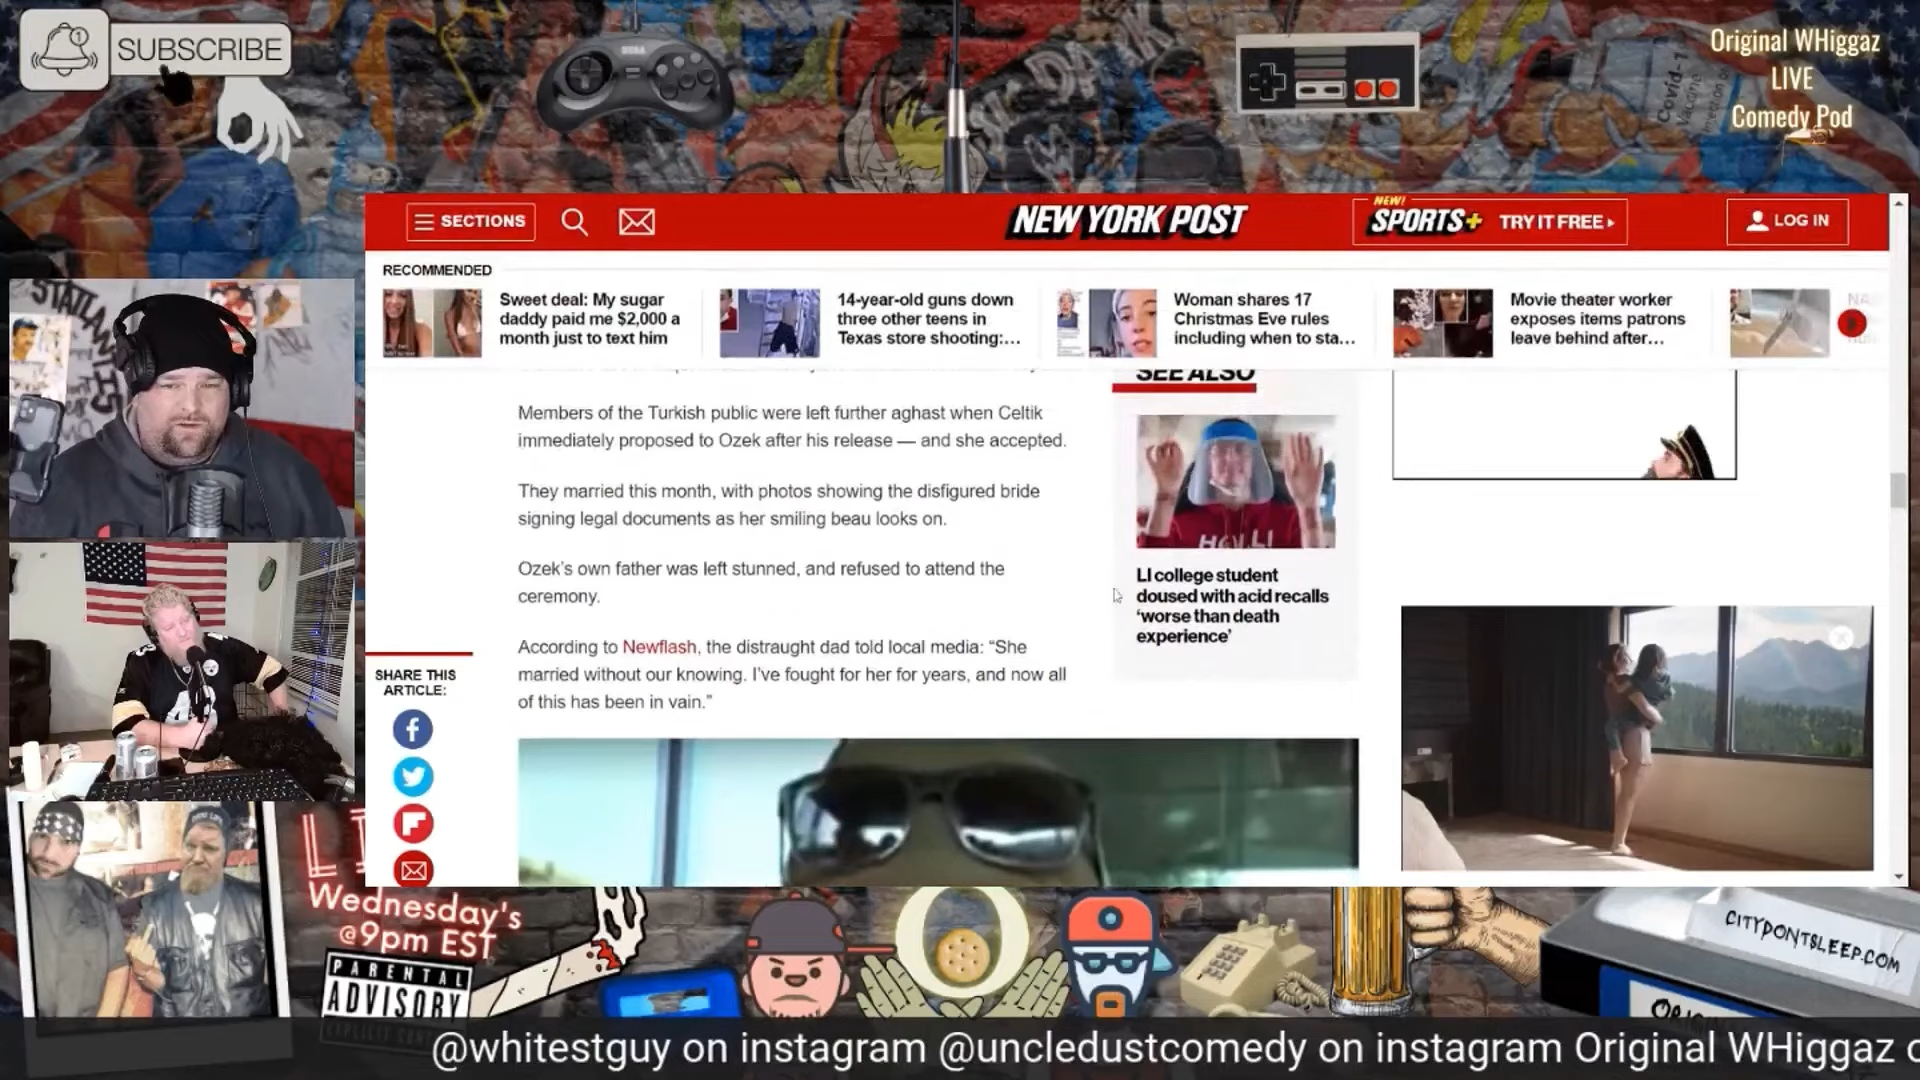 SUBSCRIBE
SEGA
Original WHiggaz
LIVE
Comedy Pod
Covid-1
Vaccine
SECTIONS
NEW YORK POST
NEW!
SPORTS+ TRY IT FREE
LOG IN
RECOMMENDED
Sweet deal: My sugar
daddy paid me $2,000 a
month just to text him
14-year-old guns down
three other teens in
Texas store shooting:...
Woman shares 17
Christmas Eve rules
including when to sta...
Movie theater worker
exposes items patrons
leave behind after...
Members of the Turkish public were left further aghast when Celtik
immediately proposed to Ozek after his release — and she accepted.
They married this month, with photos showing the disfigured bride
signing legal documents as her smiling beau looks on.
Ozek’s own father was left stunned, and refused to attend the
ceremony.
According to Newflash, the distraught dad told local media: “She
married without our knowing. I’ve fought for her for years, and now all
of this has been in vain.”
SEE ALSO
LI college student
doused with acid recalls
‘worse than death
experience’
SHARE THIS
ARTICLE:
Wednesday's
@9pm EST
PARENTAL
ADVISORY
CITYDONTSLEEP.COM
@whitestguy on instagram @uncledustcomedy on instagram Original WHiggaz